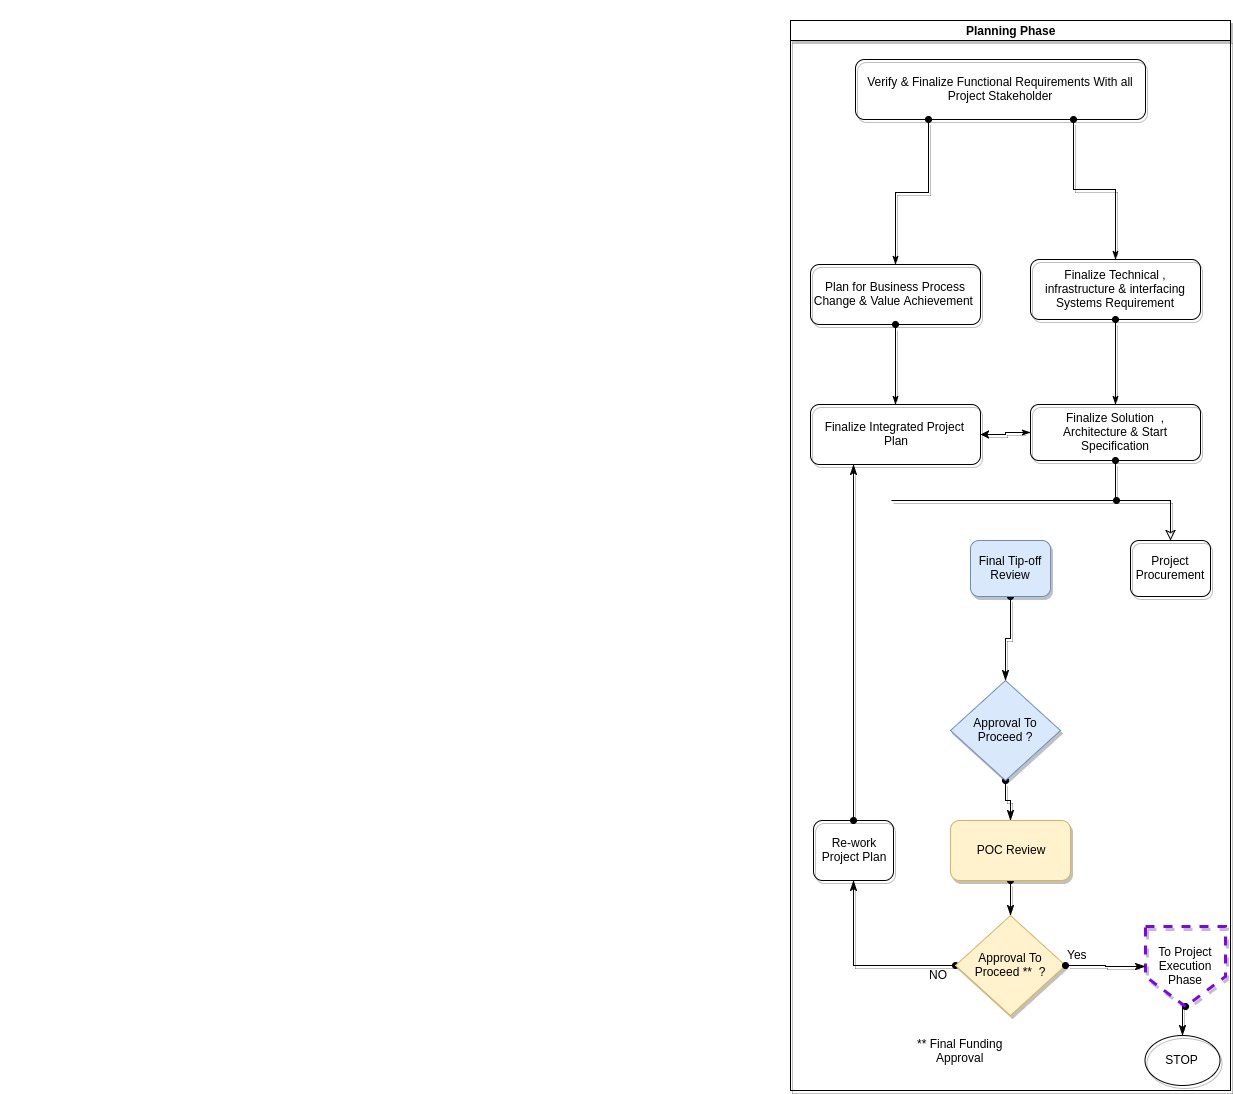 Planning Phase
Verify & Finalize Functional Requirements With all
Project Stakeholder
Plan for Business Process
Change & Value Achievement
Finalize Technical ,
infrastructure & interfacing
Systems Requirement
Finalize Integrated Project
Plan
Finalize Solution  ,
Architecture & Start
Specification
Final Tip-off
Review
Project
Procurement
Approval To
Proceed ?
Re-work
Project Plan
POC Review
Approval To
Proceed **  ?
Yes
NO
To Project
Execution
Phase
** Final Funding
Approval
STOP